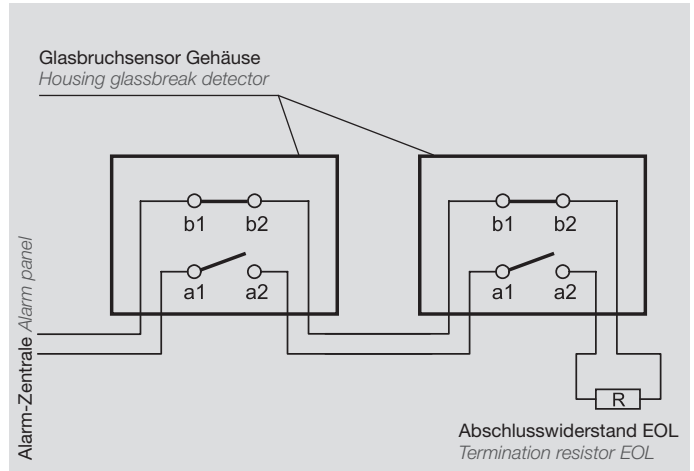 Glasbruchsensor Gehäuse
Housing glassbreak detector
b1 b2
a1 a2
b1 b2
a1 a2
Alarm-Zentrale Alarm panel
R
Abschlusswiderstand EOL
Termination resistor EOL